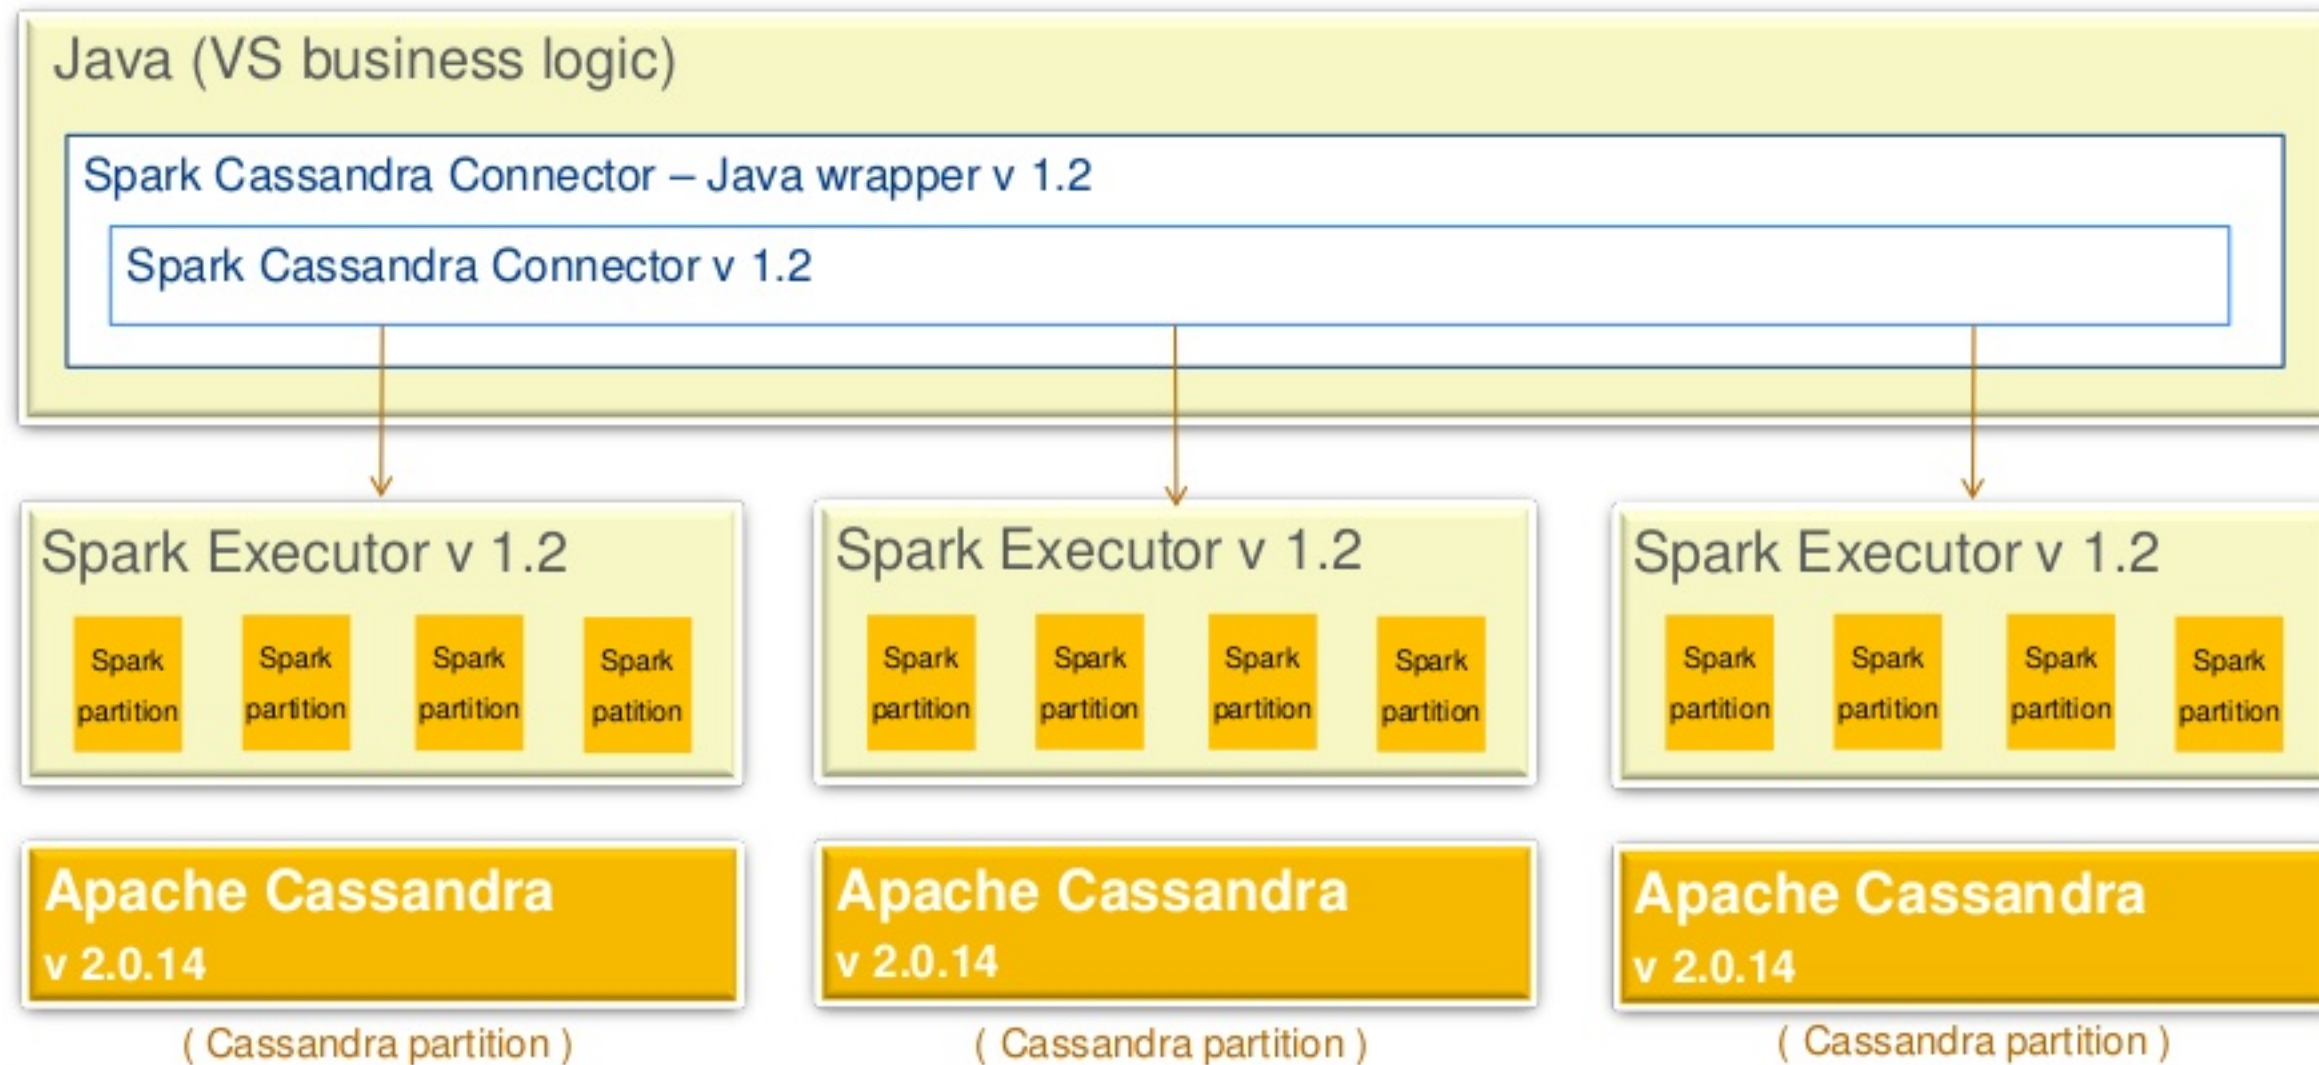 Java (VS business logic)
Spark Cassandra Connector – Java wrapper v 1.2
Spark Cassandra Connector v 1.2
Spark Executor v 1.2
Spark
partition
Spark
partition
Spark
partition
Spark
patition
Spark Executor v 1.2
Spark
partition
Spark
partition
Spark
partition
Spark
partition
Spark Executor v 1.2
Spark
partition
Spark
partition
Spark
partition
Spark
partition
Apache Cassandra
v 2.0.14
( Cassandra partition )
Apache Cassandra
v 2.0.14
( Cassandra partition )
Apache Cassandra
v 2.0.14
( Cassandra partition )